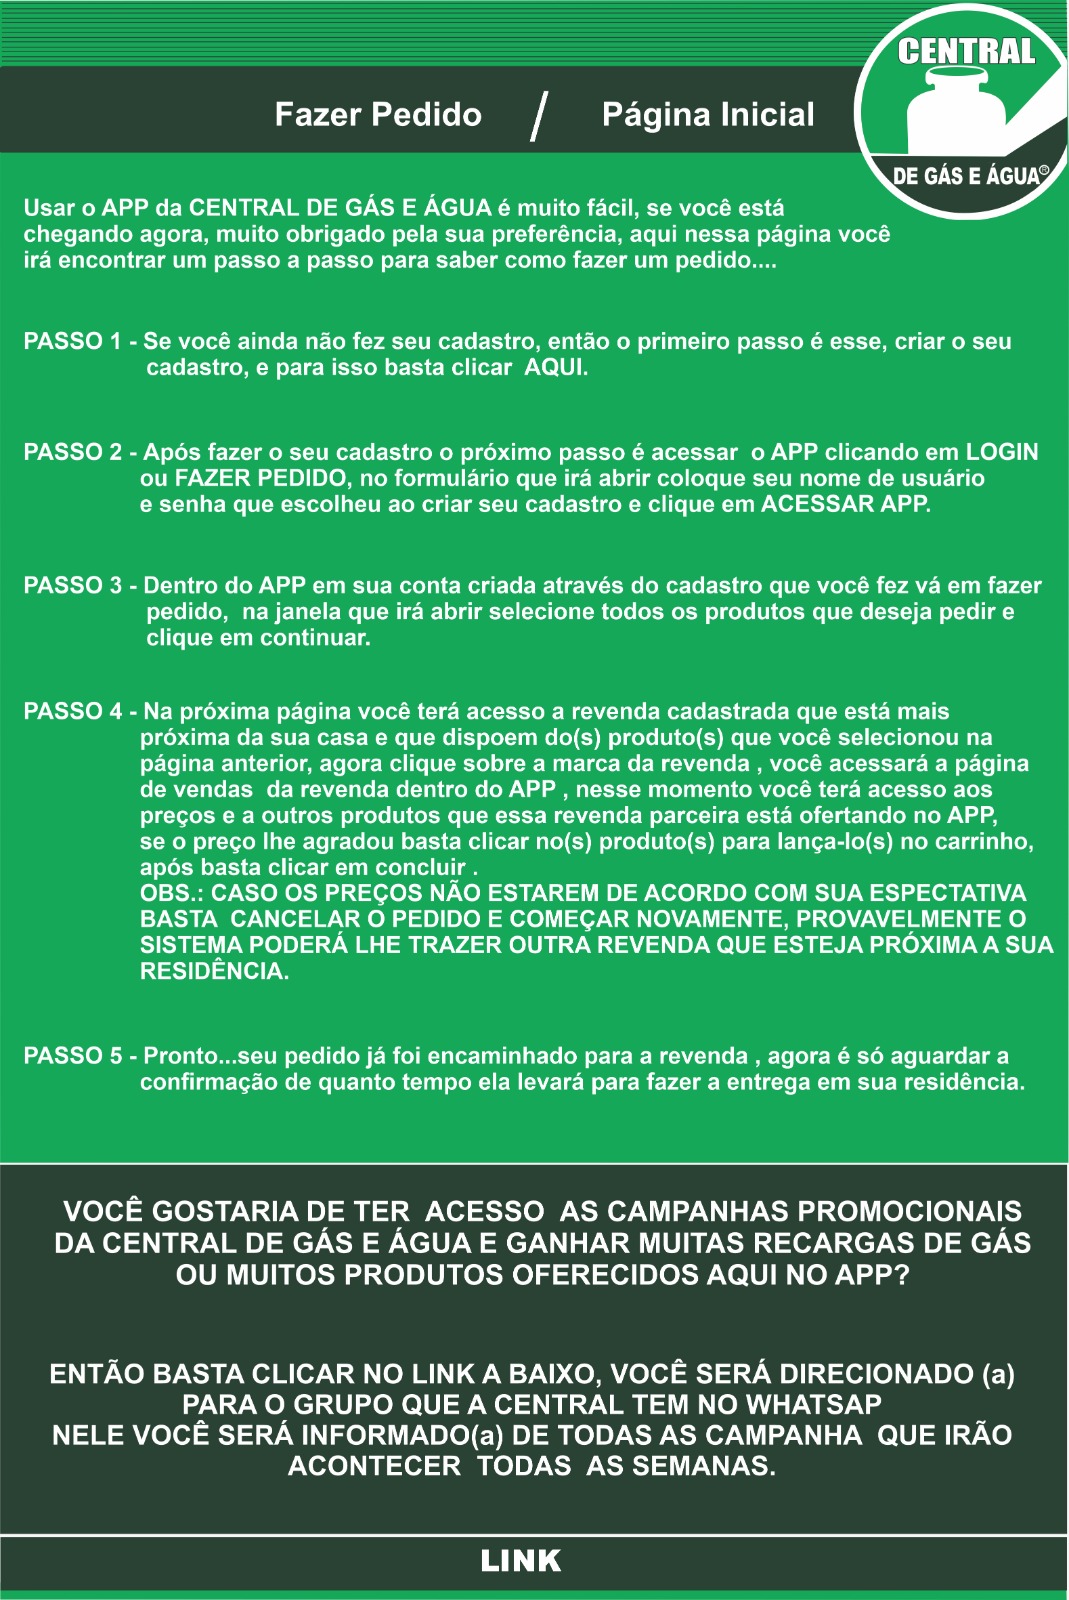 CENTRAL
DE GÁS E ÁGUA®
Fazer Pedido / Página Inicial
Usar o APP da CENTRAL DE GÁS E ÁGUA é muito fácil, se você está
chegando agora, muito obrigado pela sua preferência, aqui nessa página você
irá encontrar um passo a passo para saber como fazer um pedido....
PASSO 1 - Se você ainda não fez seu cadastro, então o primeiro passo é esse, criar o seu
cadastro, e para isso basta clicar AQUI.
PASSO 2 - Após fazer o seu cadastro o próximo passo é acessar o APP clicando em LOGIN
ou FAZER PEDIDO, no formulário que irá abrir coloque seu nome de usuário
e senha que escolheu ao criar seu cadastro e clique em ACESSAR APP.
PASSO 3 - Dentro do APP em sua conta criada através do cadastro que você fez vá em fazer
pedido, na janela que irá abrir selecione todos os produtos que deseja pedir e
clique em continuar.
PASSO 4 - Na próxima página você terá acesso a revenda cadastrada que está mais
próxima da sua casa e que dispoem do(s) produto(s) que você selecionou na
página anterior, agora clique sobre a marca da revenda , você acessará a página
de vendas da revenda dentro do APP , nesse momento você terá acesso aos
preços e a outros produtos que essa revenda parceira está ofertando no APP,
se o preço lhe agradou basta clicar no(s) produto(s) para lança-lo(s) no carrinho,
após basta clicar em concluir .
OBS.: CASO OS PREÇOS NÃO ESTAREM DE ACORDO COM SUA ESPECTATIVA
BASTA CANCELAR O PEDIDO E COMEÇAR NOVAMENTE, PROVAVELMENTE O
SISTEMA PODERÁ LHE TRAZER OUTRA REVENDA QUE ESTEJA PRÓXIMA A SUA
RESIDÊNCIA.
PASSO 5 - Pronto...seu pedido já foi encaminhado para a revenda , agora é só aguardar a
confirmação de quanto tempo ela levará para fazer a entrega em sua residência.
VOCÊ GOSTARIA DE TER ACESSO AS CAMPANHAS PROMOCIONAIS
DA CENTRAL DE GÁS E ÁGUA E GANHAR MUITAS RECARGAS DE GÁS
OU MUITOS PRODUTOS OFERECIDOS AQUI NO APP?
ENTÃO BASTA CLICAR NO LINK A BAIXO, VOCÊ SERÁ DIRECIONADO (a)
PARA O GRUPO QUE A CENTRAL TEM NO WHATSAP
NELE VOCÊ SERÁ INFORMADO(a) DE TODAS AS CAMPANHA QUE IRÃO
ACONTECER TODAS AS SEMANAS.
LINK